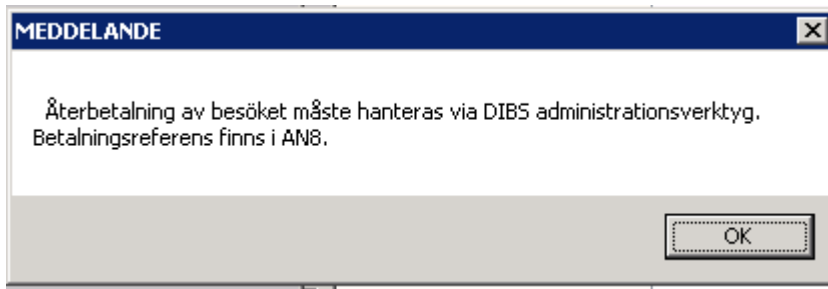 MEDDELANDE
Återbetalning av besöket måste hanteras via DIBS administrationsverktyg.
Betalningsreferens finns i AN8.
OK